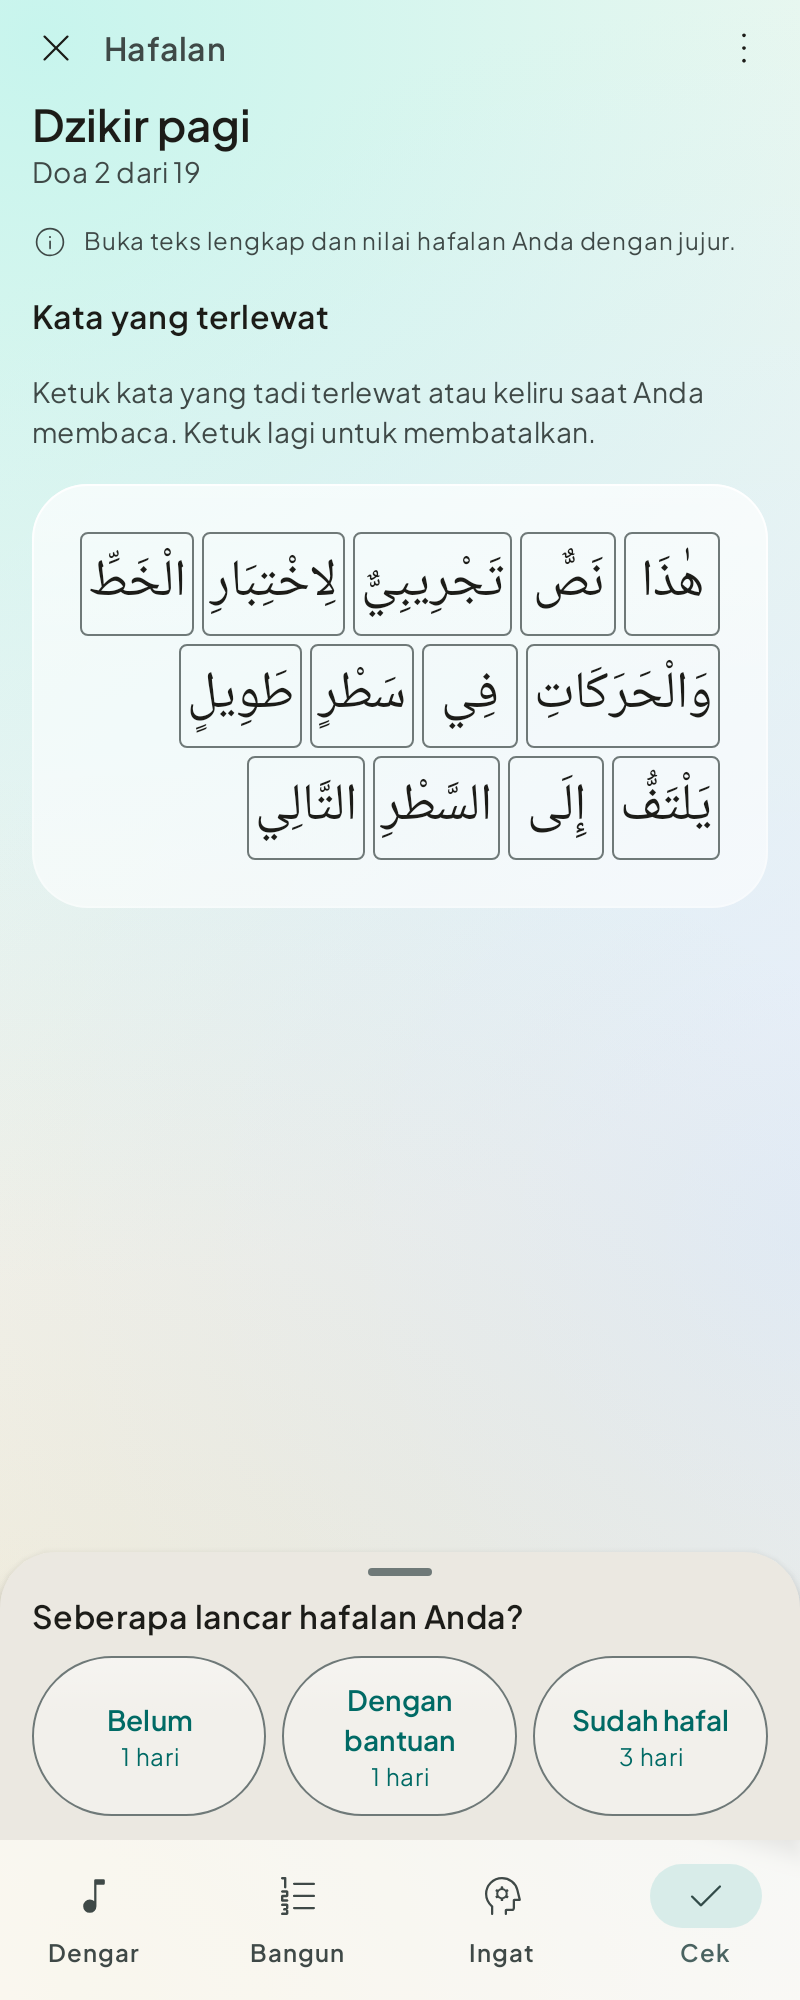 Hafalan
Dzikir pagi
Doa 2 dari 19
Buka teks lengkap dan nilai hafalan Anda dengan jujur.
Kata yang terlewat
Ketuk kata yang tadi terlewat atau keliru saat Anda
membaca. Ketuk lagi untuk membatalkan.
هٰذَا نَصٌّ تَجْرِيبِيٌّ لِاخْتِبَارِ الْخَطِّ
وَالْحَرَكَاتِ فِي سَطْرٍ طَوِيلٍ
يَلْتَفُّ إِلَى السَّطْرِ التَّالِي
Seberapa lancar hafalan Anda?
Belum
1 hari
Dengan
bantuan
1 hari
Sudah hafal
3 hari
Dengar
Bangun
Ingat
Cek